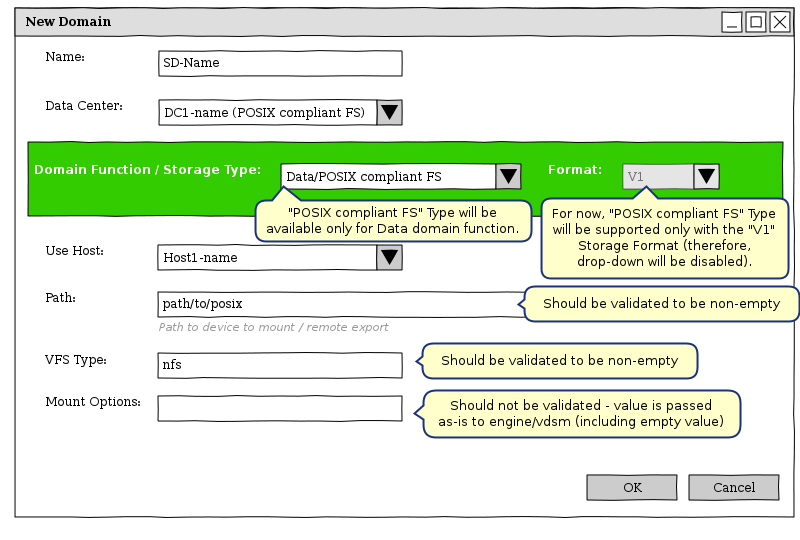 New Domain
Name:
SD-Name
Data Center:
DC1-name (POSIX compliant FS)
Domain Function / Storage Type:
Data/POSIX compliant FS
Format:
V1
"POSIX compliant FS" Type will be
available only for Data domain function.
For now, "POSIX compliant FS" Type
will be supported only with the "V1"
Storage Format (therefore,
drop-down will be disabled).
Use Host:
Host1-name
Path:
path/to/posix
Should be validated to be non-empty
Path to device to mount / remote export
VFS Type:
nfs
Should be validated to be non-empty
Mount Options:
Should not be validated - value is passed
as-is to engine/vdsm (including empty value)
OK
Cancel